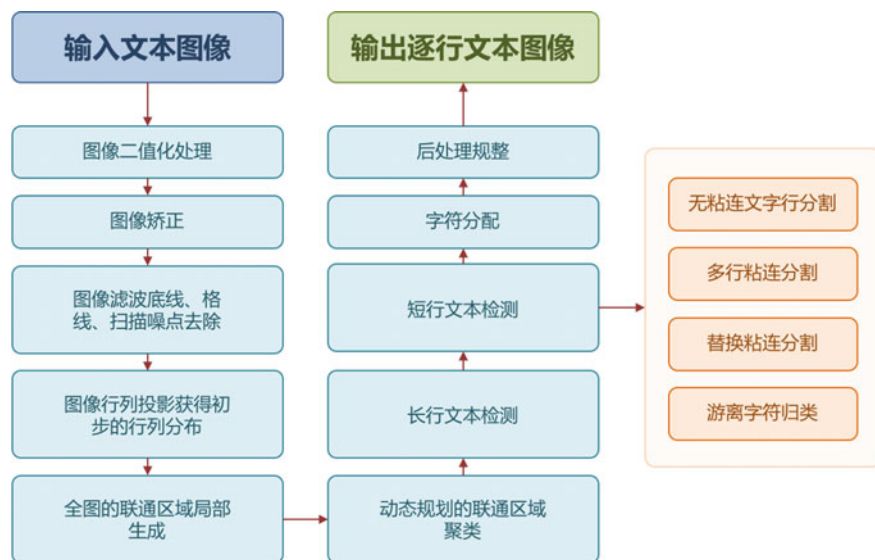 输入文本图像
图像二值化处理
图像矫正
图像滤波底线、格
线、扫描噪点去除
图像行列投影获得初
步的行列分布
全图的联通区域局部
生成
动态规划的联通区域
聚类
长行文本检测
短行文本检测
字符分配
后处理规整
输出逐行文本图像
无粘连文字行分割
多行粘连分割
替换粘连分割
游离字符归类